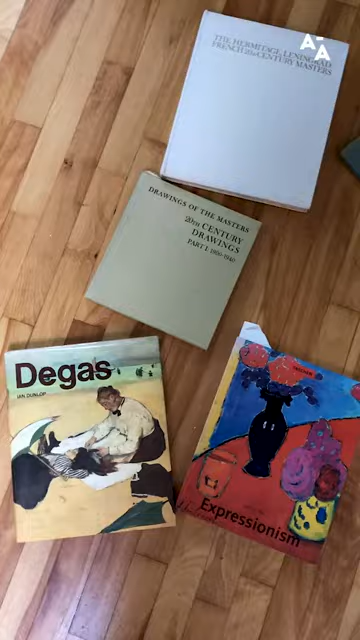 THE HERMITAGE, LENINGRAD
FRENCH 20th CENTURY MASTERS
DRAWINGS OF THE MASTERS
20TH CENTURY
DRAWINGS
PART I: 1900-1940
Degas
IAN DUNLOP
TASCHEN
Expressionism